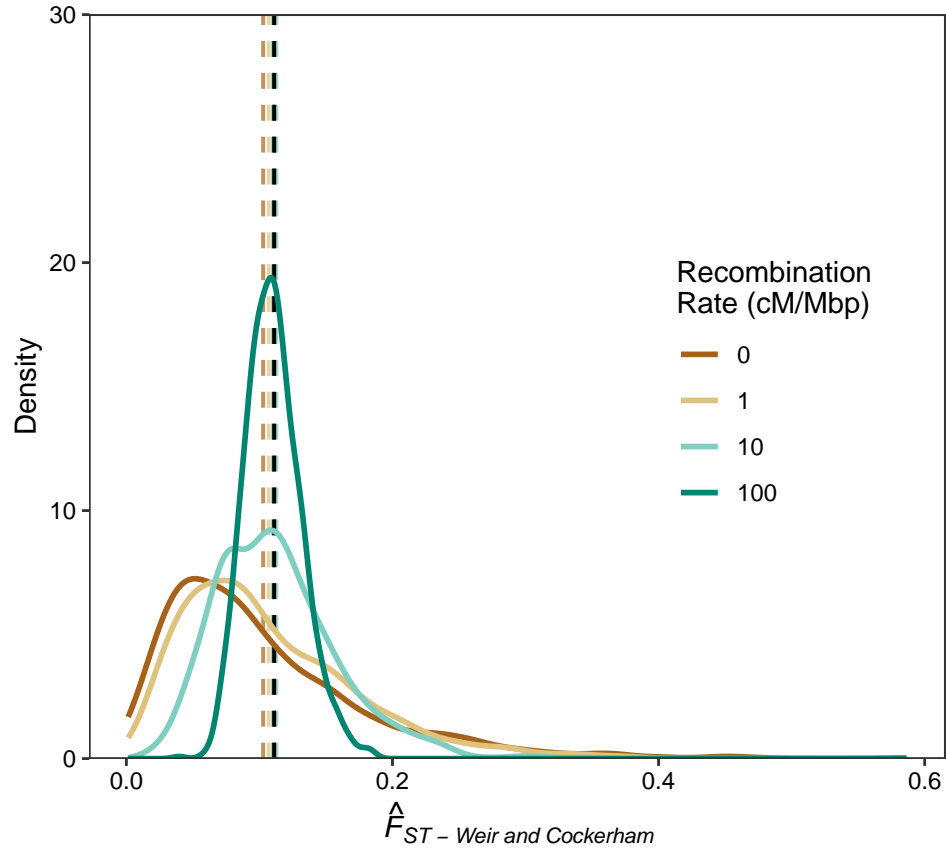 30
20
10
0
Density
0.0 0.2 0.4 0.6
F̂ST − Weir and Cockerham
Recombination
Rate (cM/Mbp)
0
1
10
100